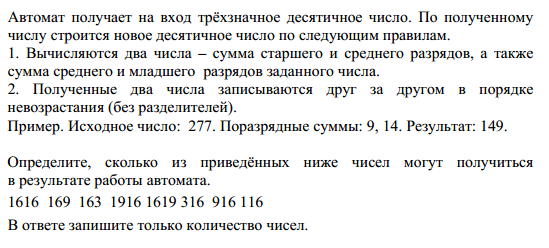 Автомат получает на вход трёхзначное десятичное число. По полученному
числу строится новое десятичное число по следующим правилам.
1. Вычисляются два числа – сумма старшего и среднего разрядов, а также
сумма среднего и младшего разрядов заданного числа.
2. Полученные два числа записываются друг за другом в порядке
невозрастания (без разделителей).
Пример. Исходное число: 277. Поразрядные суммы: 9, 14. Результат: 149.
Определите, сколько из приведённых ниже чисел могут получиться
в результате работы автомата.
1616 169 163 1916 1619 316 916 116
В ответе запишите только количество чисел.